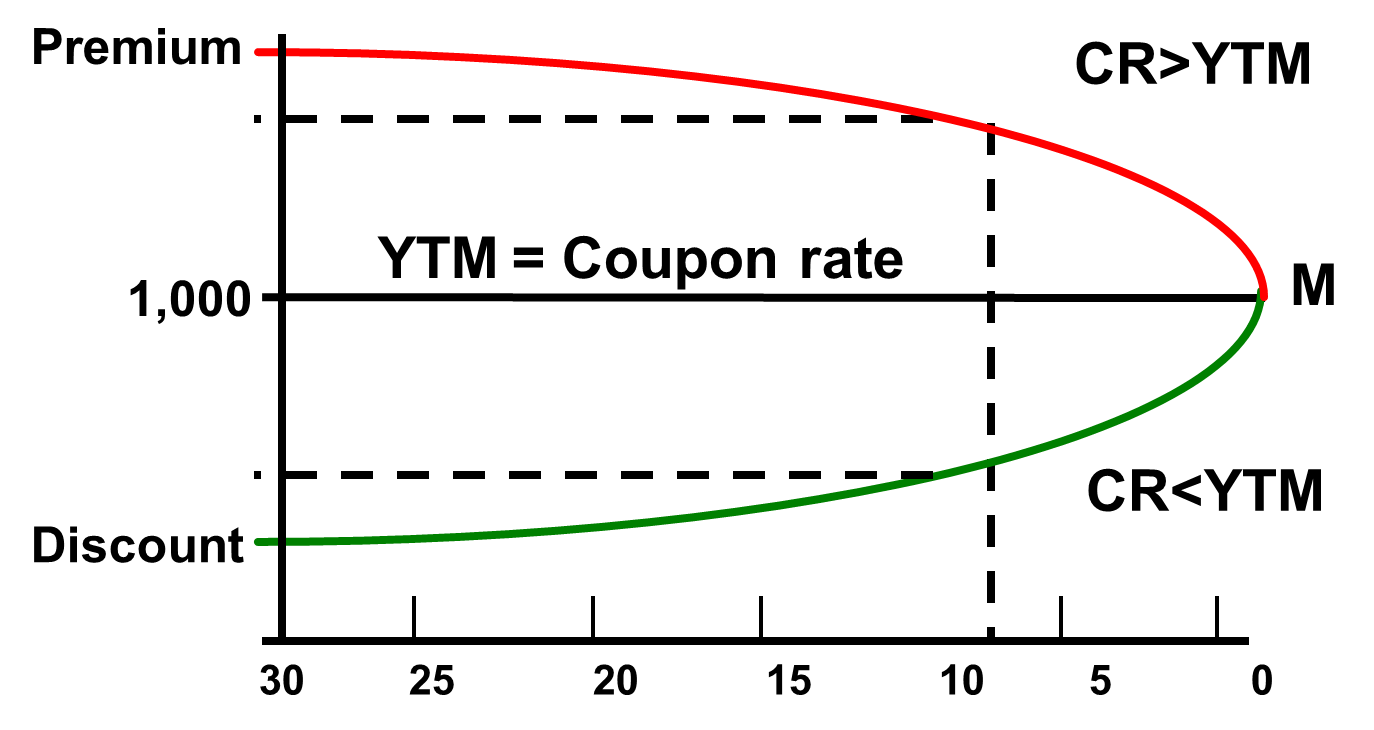 Premium
CR>YTM
YTM = Coupon rate
1,000
M
CR<YTM
Discount
30 25 20 15 10 5 0